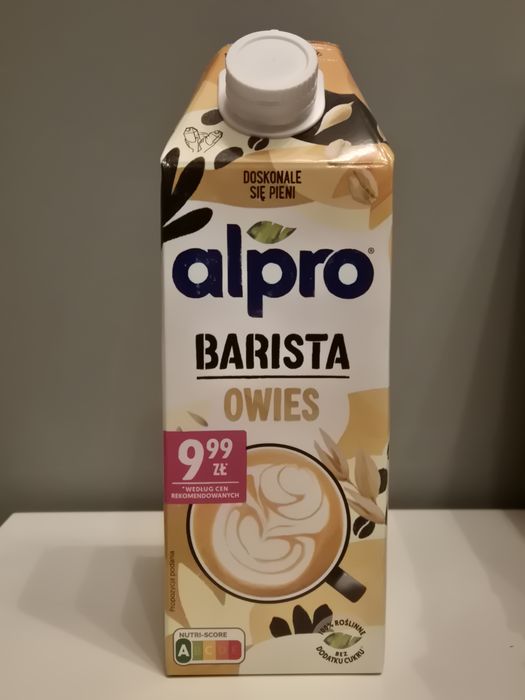 DOSKONALE
SIĘ PIENI
alpro®
BARISTA
OWIES
9,99
ZŁ*
*WEDŁUG CEN
REKOMENDOWANYCH
Propozycja podania
NUTRI-SCORE
A B C D E
100% ROŚLINNE
BEZ
DODATKU CUKRU